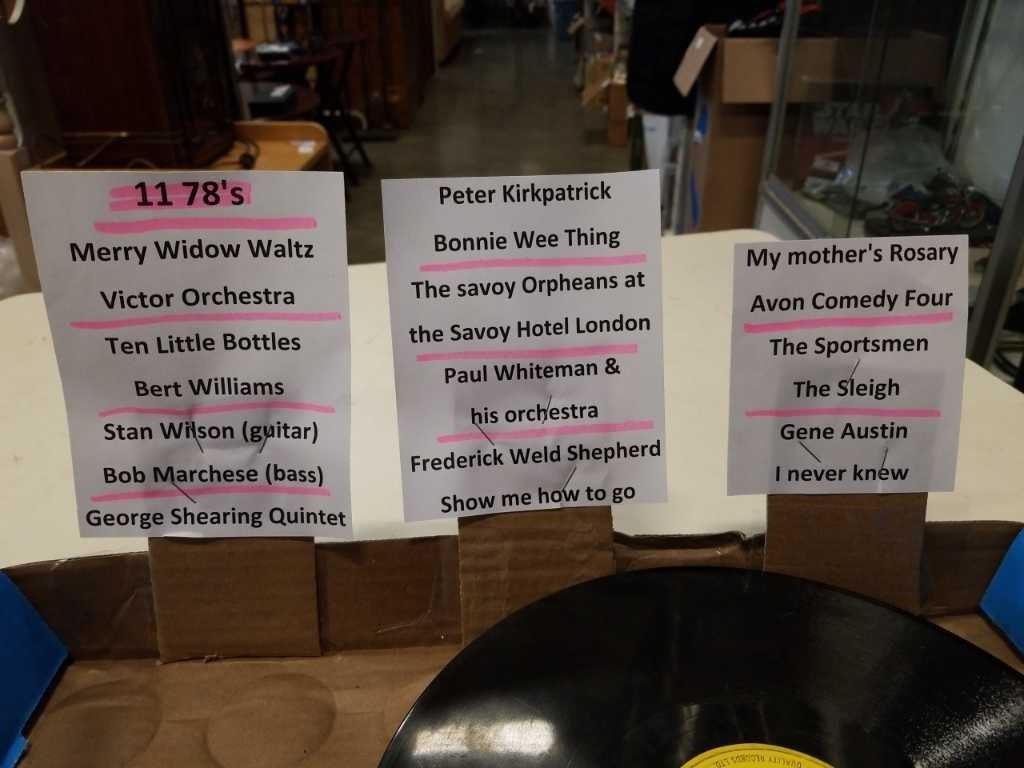 11 78's
Merry Widow Waltz
Victor Orchestra
Ten Little Bottles
Bert Williams
Stan Wilson (guitar)
Bob Marchese (bass)
George Shearing Quintet
Peter Kirkpatrick
Bonnie Wee Thing
The savoy Orpheans at
the Savoy Hotel London
Paul Whiteman &
his orchestra
Frederick Weld Shepherd
Show me how to go
My mother's Rosary
Avon Comedy Four
The Sportsmen
The Sleigh
Gene Austin
I never knew
QUALITY RECORDS LTD.